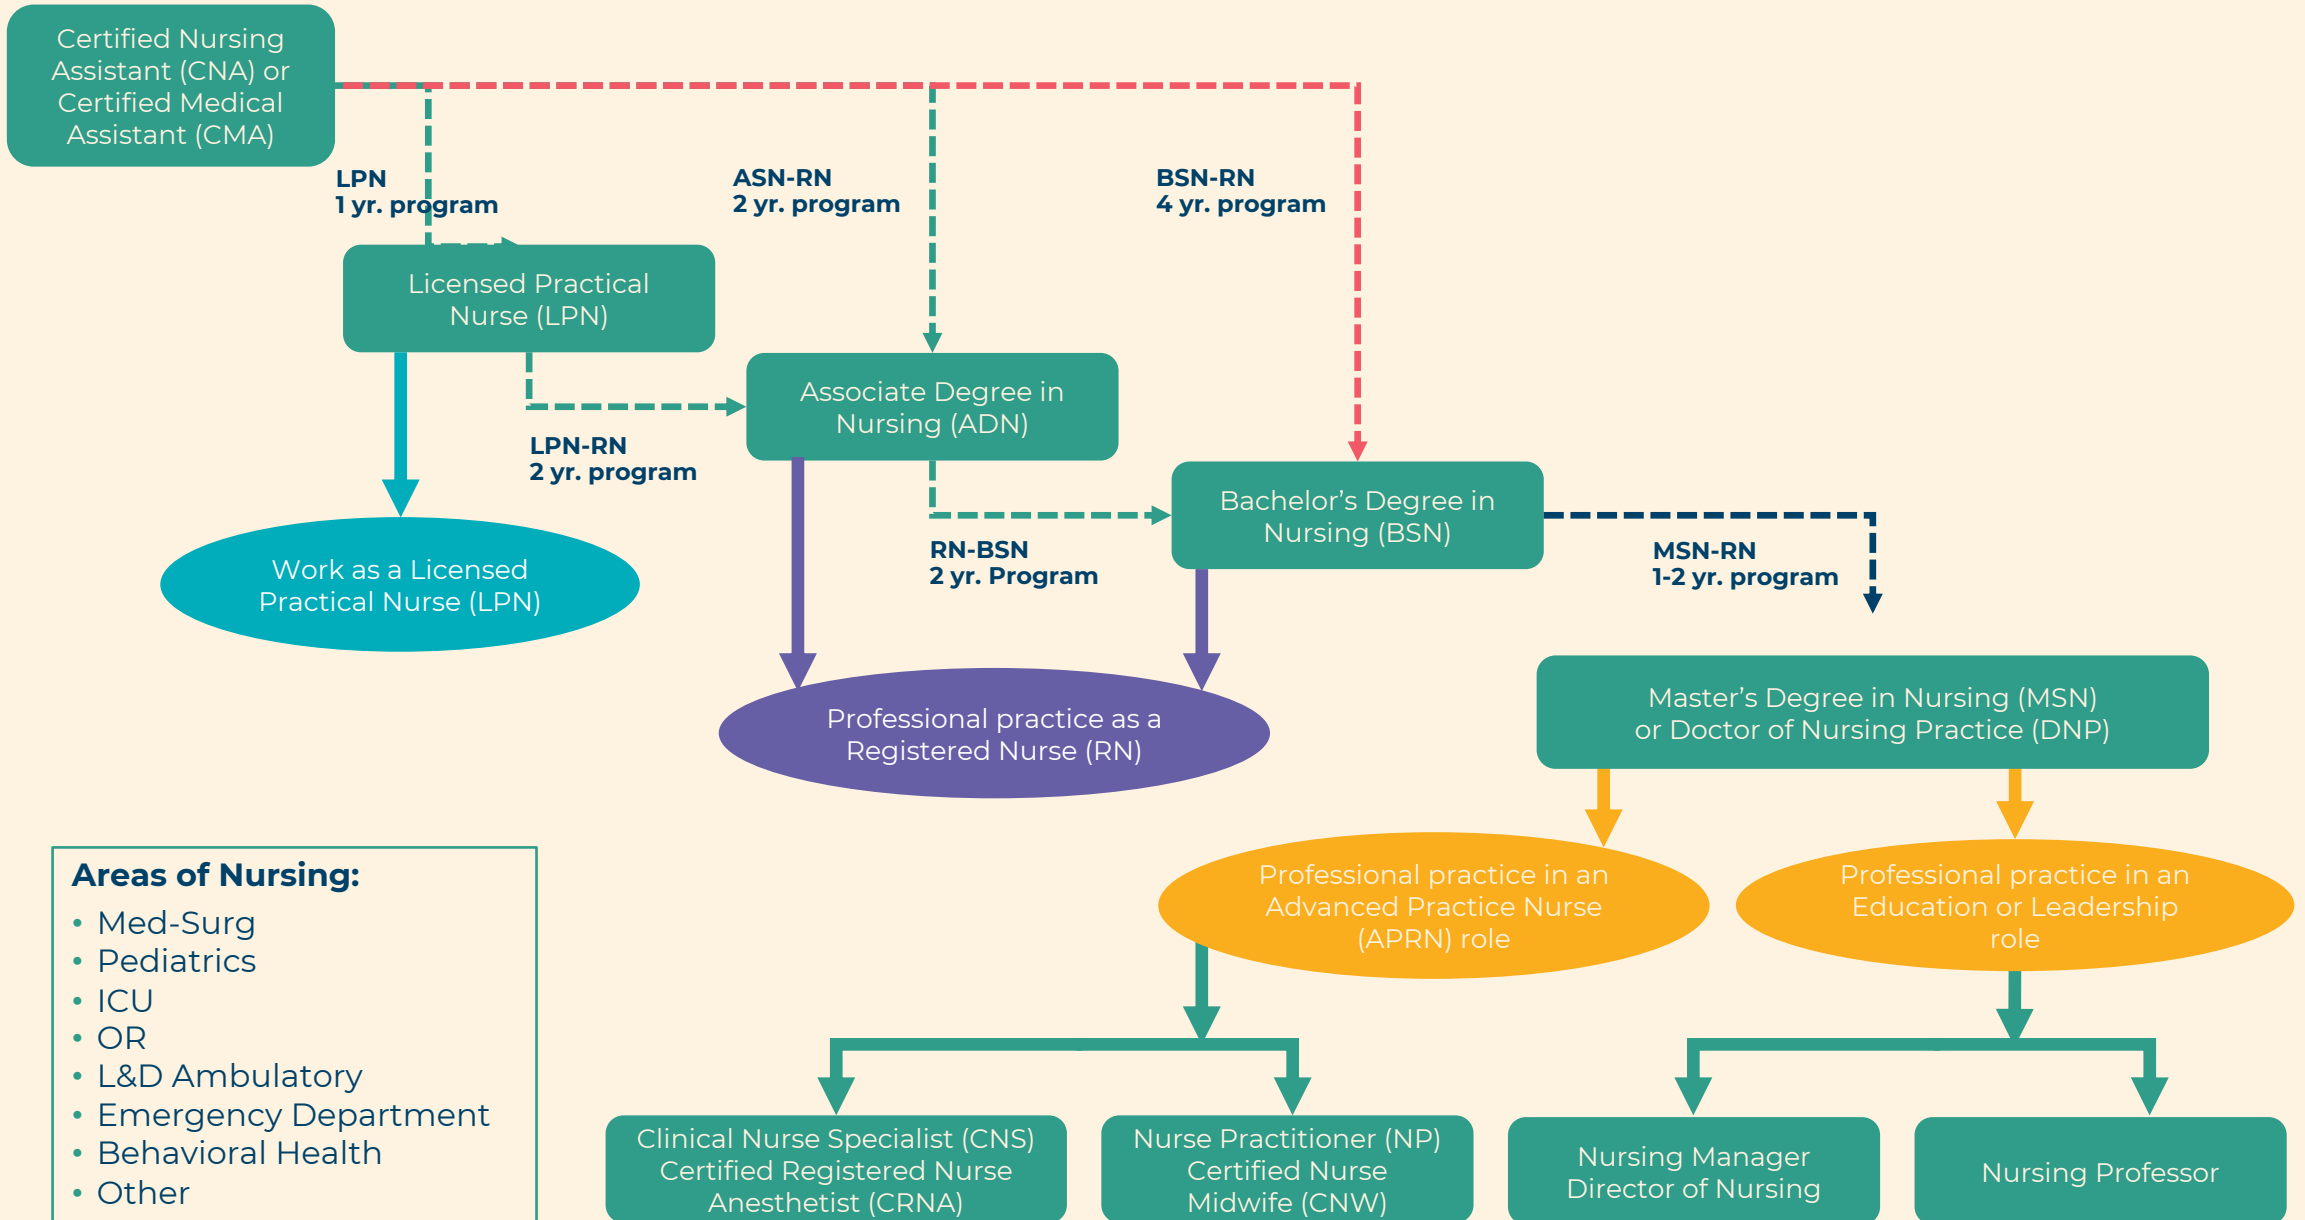 Certified Nursing
Assistant (CNA) or
Certified Medical
Assistant (CMA)
LPN
1 yr. program
ASN-RN
2 yr. program
BSN-RN
4 yr. program
Licensed Practical
Nurse (LPN)
Associate Degree in
Nursing (ADN)
LPN-RN
2 yr. program
Bachelor’s Degree in
Nursing (BSN)
RN-BSN
2 yr. Program
MSN-RN
1-2 yr. program
Work as a Licensed
Practical Nurse (LPN)
Professional practice as a
Registered Nurse (RN)
Master’s Degree in Nursing (MSN)
or Doctor of Nursing Practice (DNP)
Professional practice in an
Advanced Practice Nurse
(APRN) role
Professional practice in an
Education or Leadership
role
Areas of Nursing:
• Med-Surg
• Pediatrics
• ICU
• OR
• L&D Ambulatory
• Emergency Department
• Behavioral Health
• Other
Clinical Nurse Specialist (CNS)
Certified Registered Nurse
Anesthetist (CRNA)
Nurse Practitioner (NP)
Certified Nurse
Midwife (CNW)
Nursing Manager
Director of Nursing
Nursing Professor